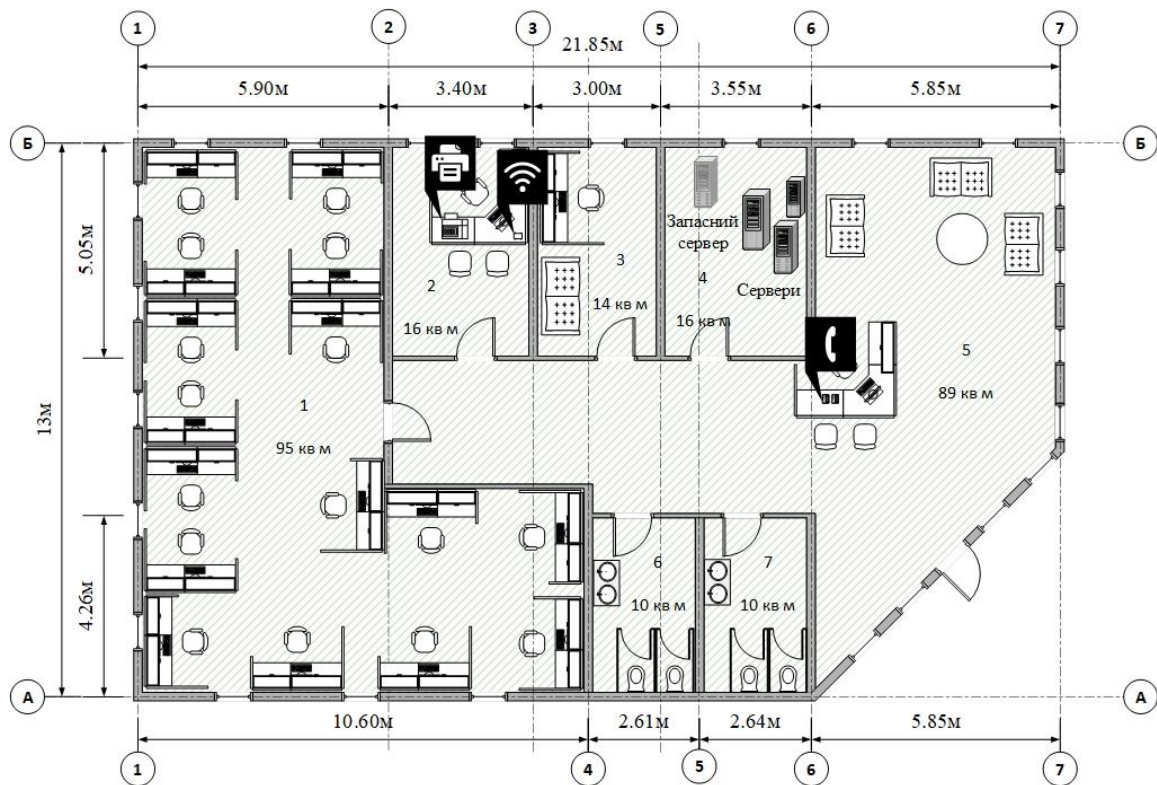 1
2
3
5
6
7
21.85м
5.90м
3.40м
3.00м
3.55м
5.85м
Б
Б
5.05м
13м
4.26м
Запасний
сервер
Сервери
2
16 кв м
3
14 кв м
4
16 кв м
5
89 кв м
1
95 кв м
6
10 кв м
7
10 кв м
А
А
10.60м
2.61м
2.64м
5.85м
1
4
5
6
7